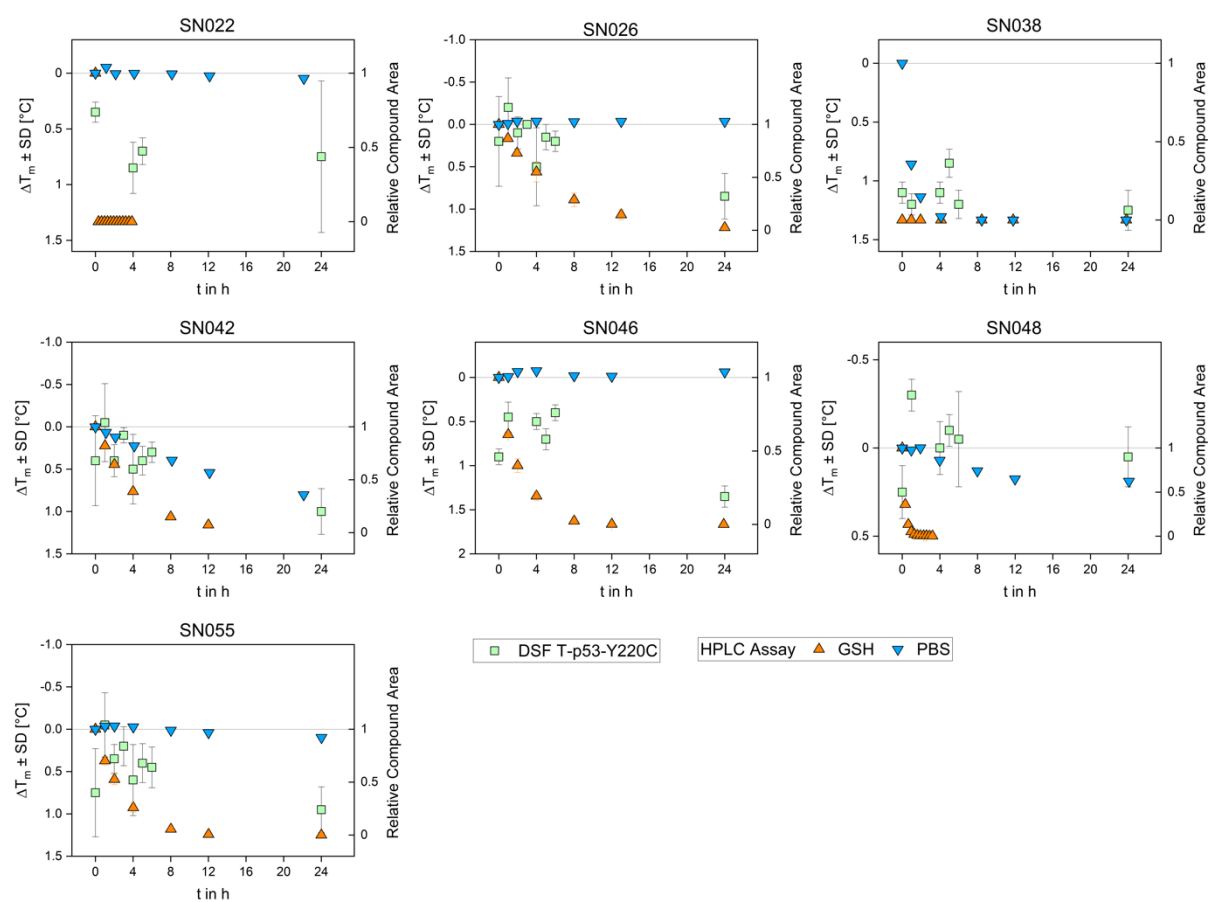 SN022
ΔTm ± SD [°C]
0
0.5
1
1.5
1
0.5
0
Relative Compound Area
0 4 8 12 16 20 24
t in h
SN026
ΔTm ± SD [°C]
-1.0
-0.5
0.0
0.5
1.0
1.5
1
0.5
0
Relative Compound Area
0 4 8 12 16 20 24
t in h
SN038
ΔTm ± SD [°C]
0
0.5
1
1.5
1
0.5
0
Relative Compound Area
0 4 8 12 16 20 24
t in h
SN042
ΔTm ± SD [°C]
-1.0
-0.5
0.0
0.5
1.0
1.5
1
0.5
0
Relative Compound Area
0 4 8 12 16 20 24
t in h
SN046
ΔTm ± SD [°C]
0
0.5
1
1.5
2
1
0.5
0
Relative Compound Area
0 4 8 12 16 20 24
t in h
SN048
ΔTm ± SD [°C]
-0.5
0
0.5
1
0.5
0
Relative Compound Area
0 4 8 12 16 20 24
t in h
SN055
ΔTm ± SD [°C]
-1.0
-0.5
0.0
0.5
1.0
1.5
1
0.5
0
Relative Compound Area
0 4 8 12 16 20 24
t in h
DSF T-p53-Y220C
HPLC Assay GSH PBS